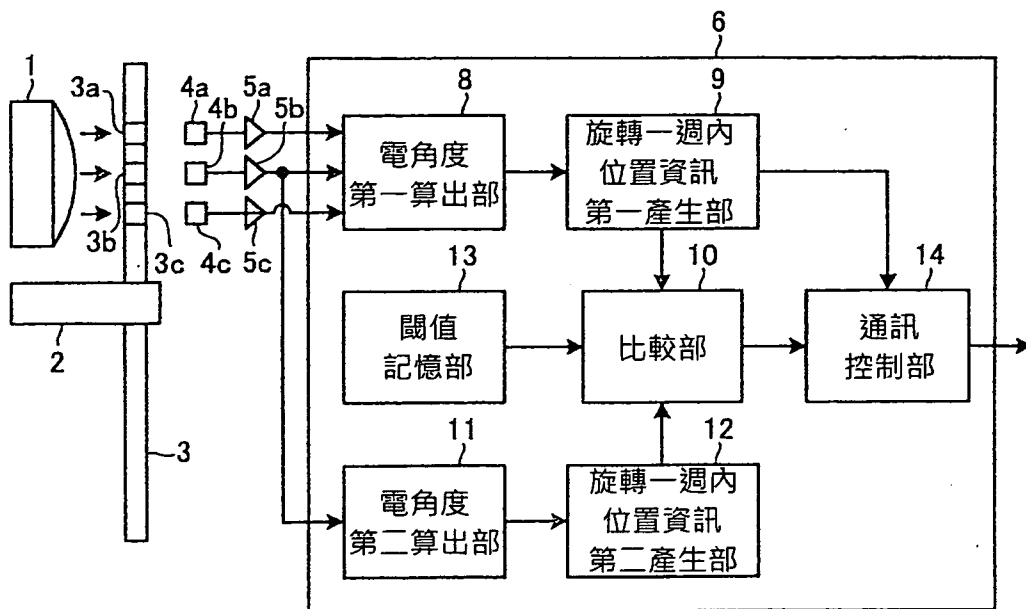 6
1
3a
4a
5a
4b
5b
8
9
電角度
第一算出部
旋轉一週內
位置資訊
第一產生部
3b
3c
4c
5c
13
10
14
閾值
記憶部
比較部
通訊
控制部
2
3
11
12
電角度
第二算出部
旋轉一週內
位置資訊
第二產生部